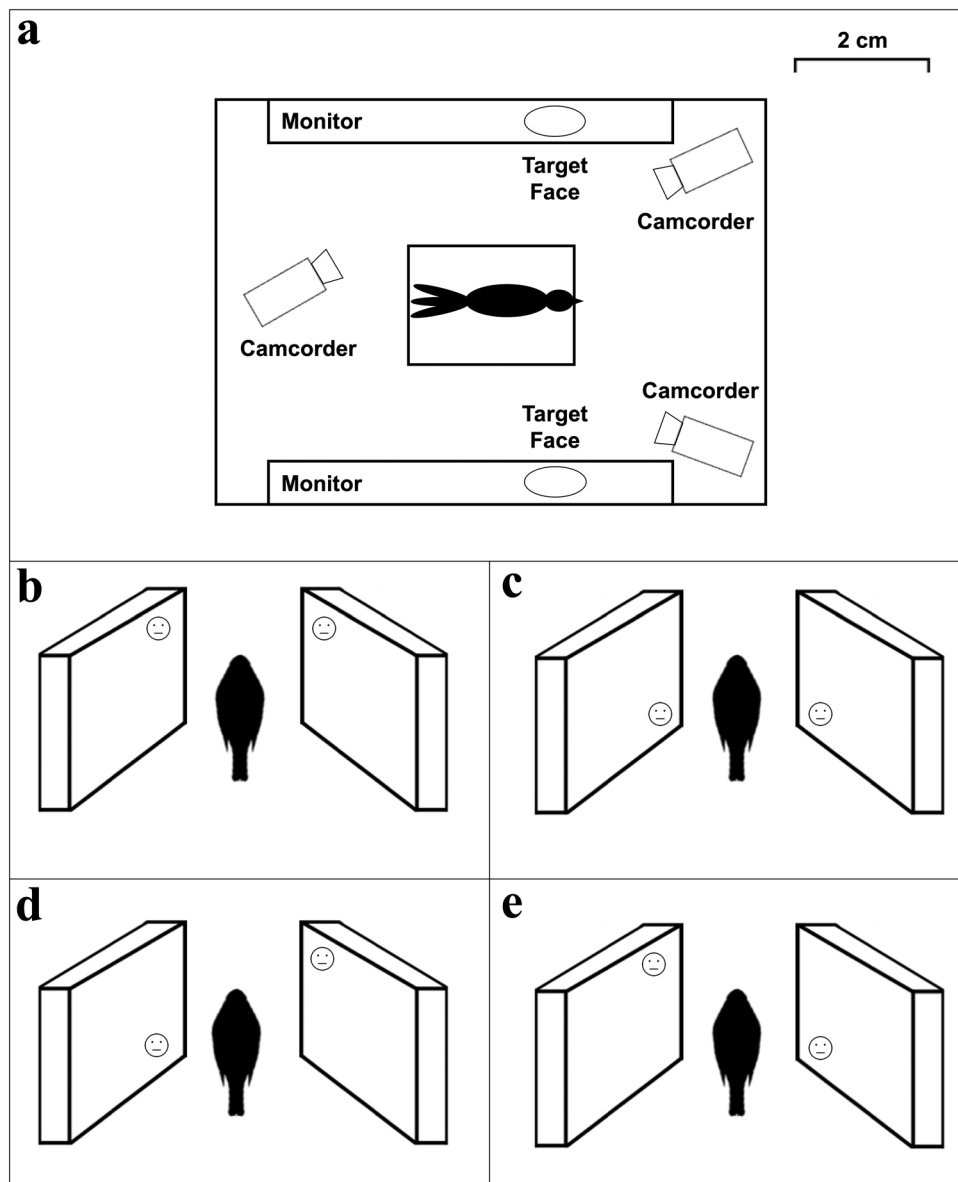 a
2 cm
Monitor
Target
Face
Camcorder
Camcorder
Camcorder
Target
Face
Monitor
b
c
d
e